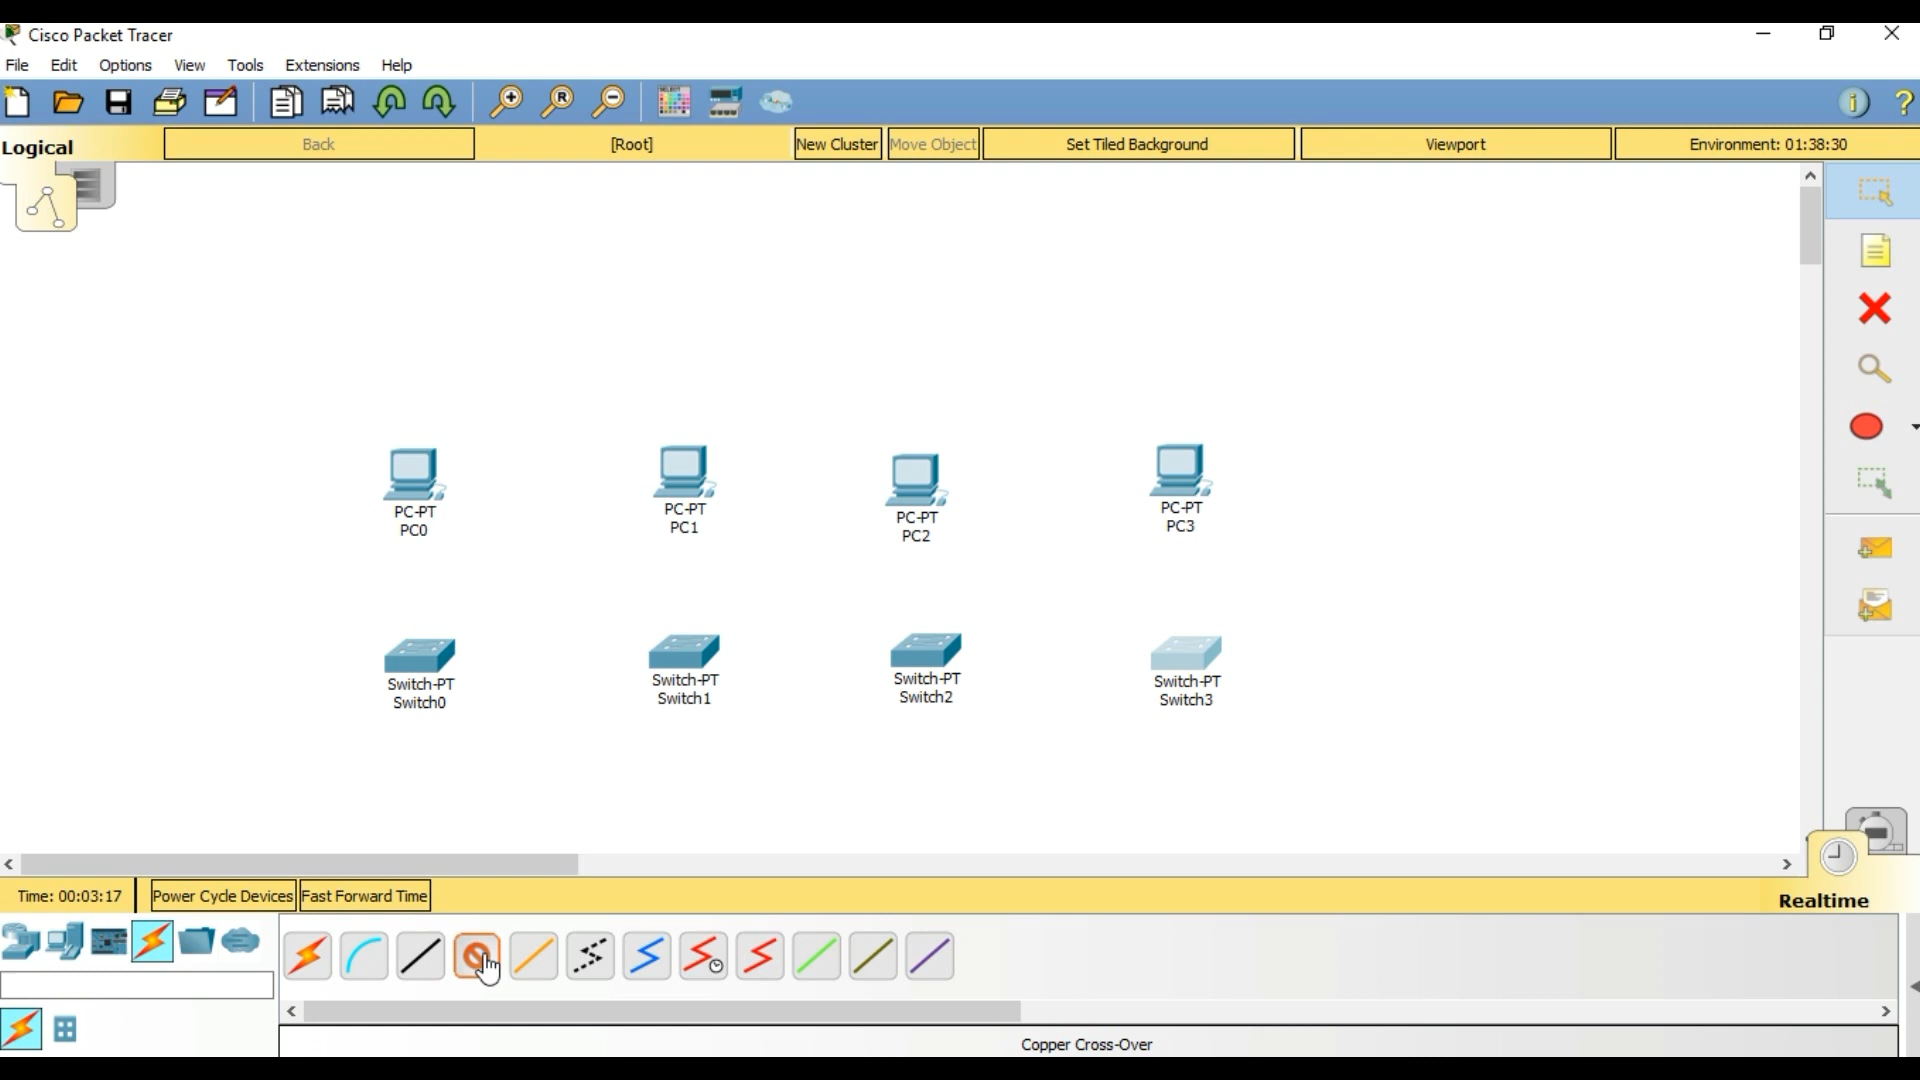 Cisco Packet Tracer
File Edit Options View Tools Extensions Help
SELECT
R
i ?
Logical Back [Root] New Cluster Move Object Set Tiled Background Viewport Environment: 01:38:30
PC-PT
PC0
PC-PT
PC1
PC-PT
PC2
PC-PT
PC3
Switch-PT
Switch0
Switch-PT
Switch1
Switch-PT
Switch2
Switch-PT
Switch3
Time: 00:03:17 Power Cycle Devices Fast Forward Time Realtime
Copper Cross-Over